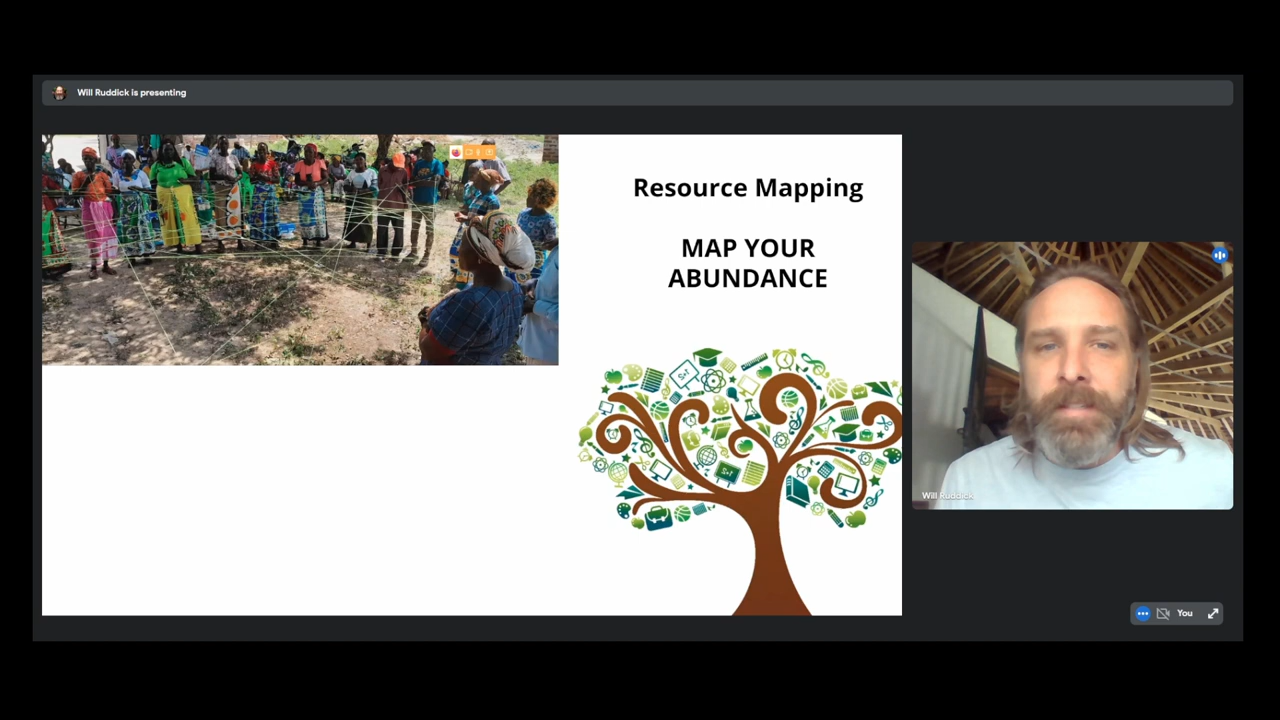 Will Ruddick is presenting
Resource Mapping
MAP YOUR
ABUNDANCE
Will Ruddick
You